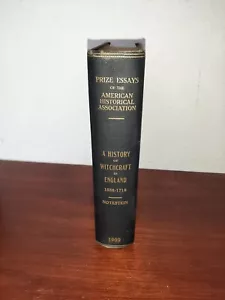 PRIZE ESSAYS
OF THE
AMERICAN
HISTORICAL
ASSOCIATION
A HISTORY
OF
WITCHCRAFT IN
ENGLAND
1558-1718
NOTESTEIN
1909